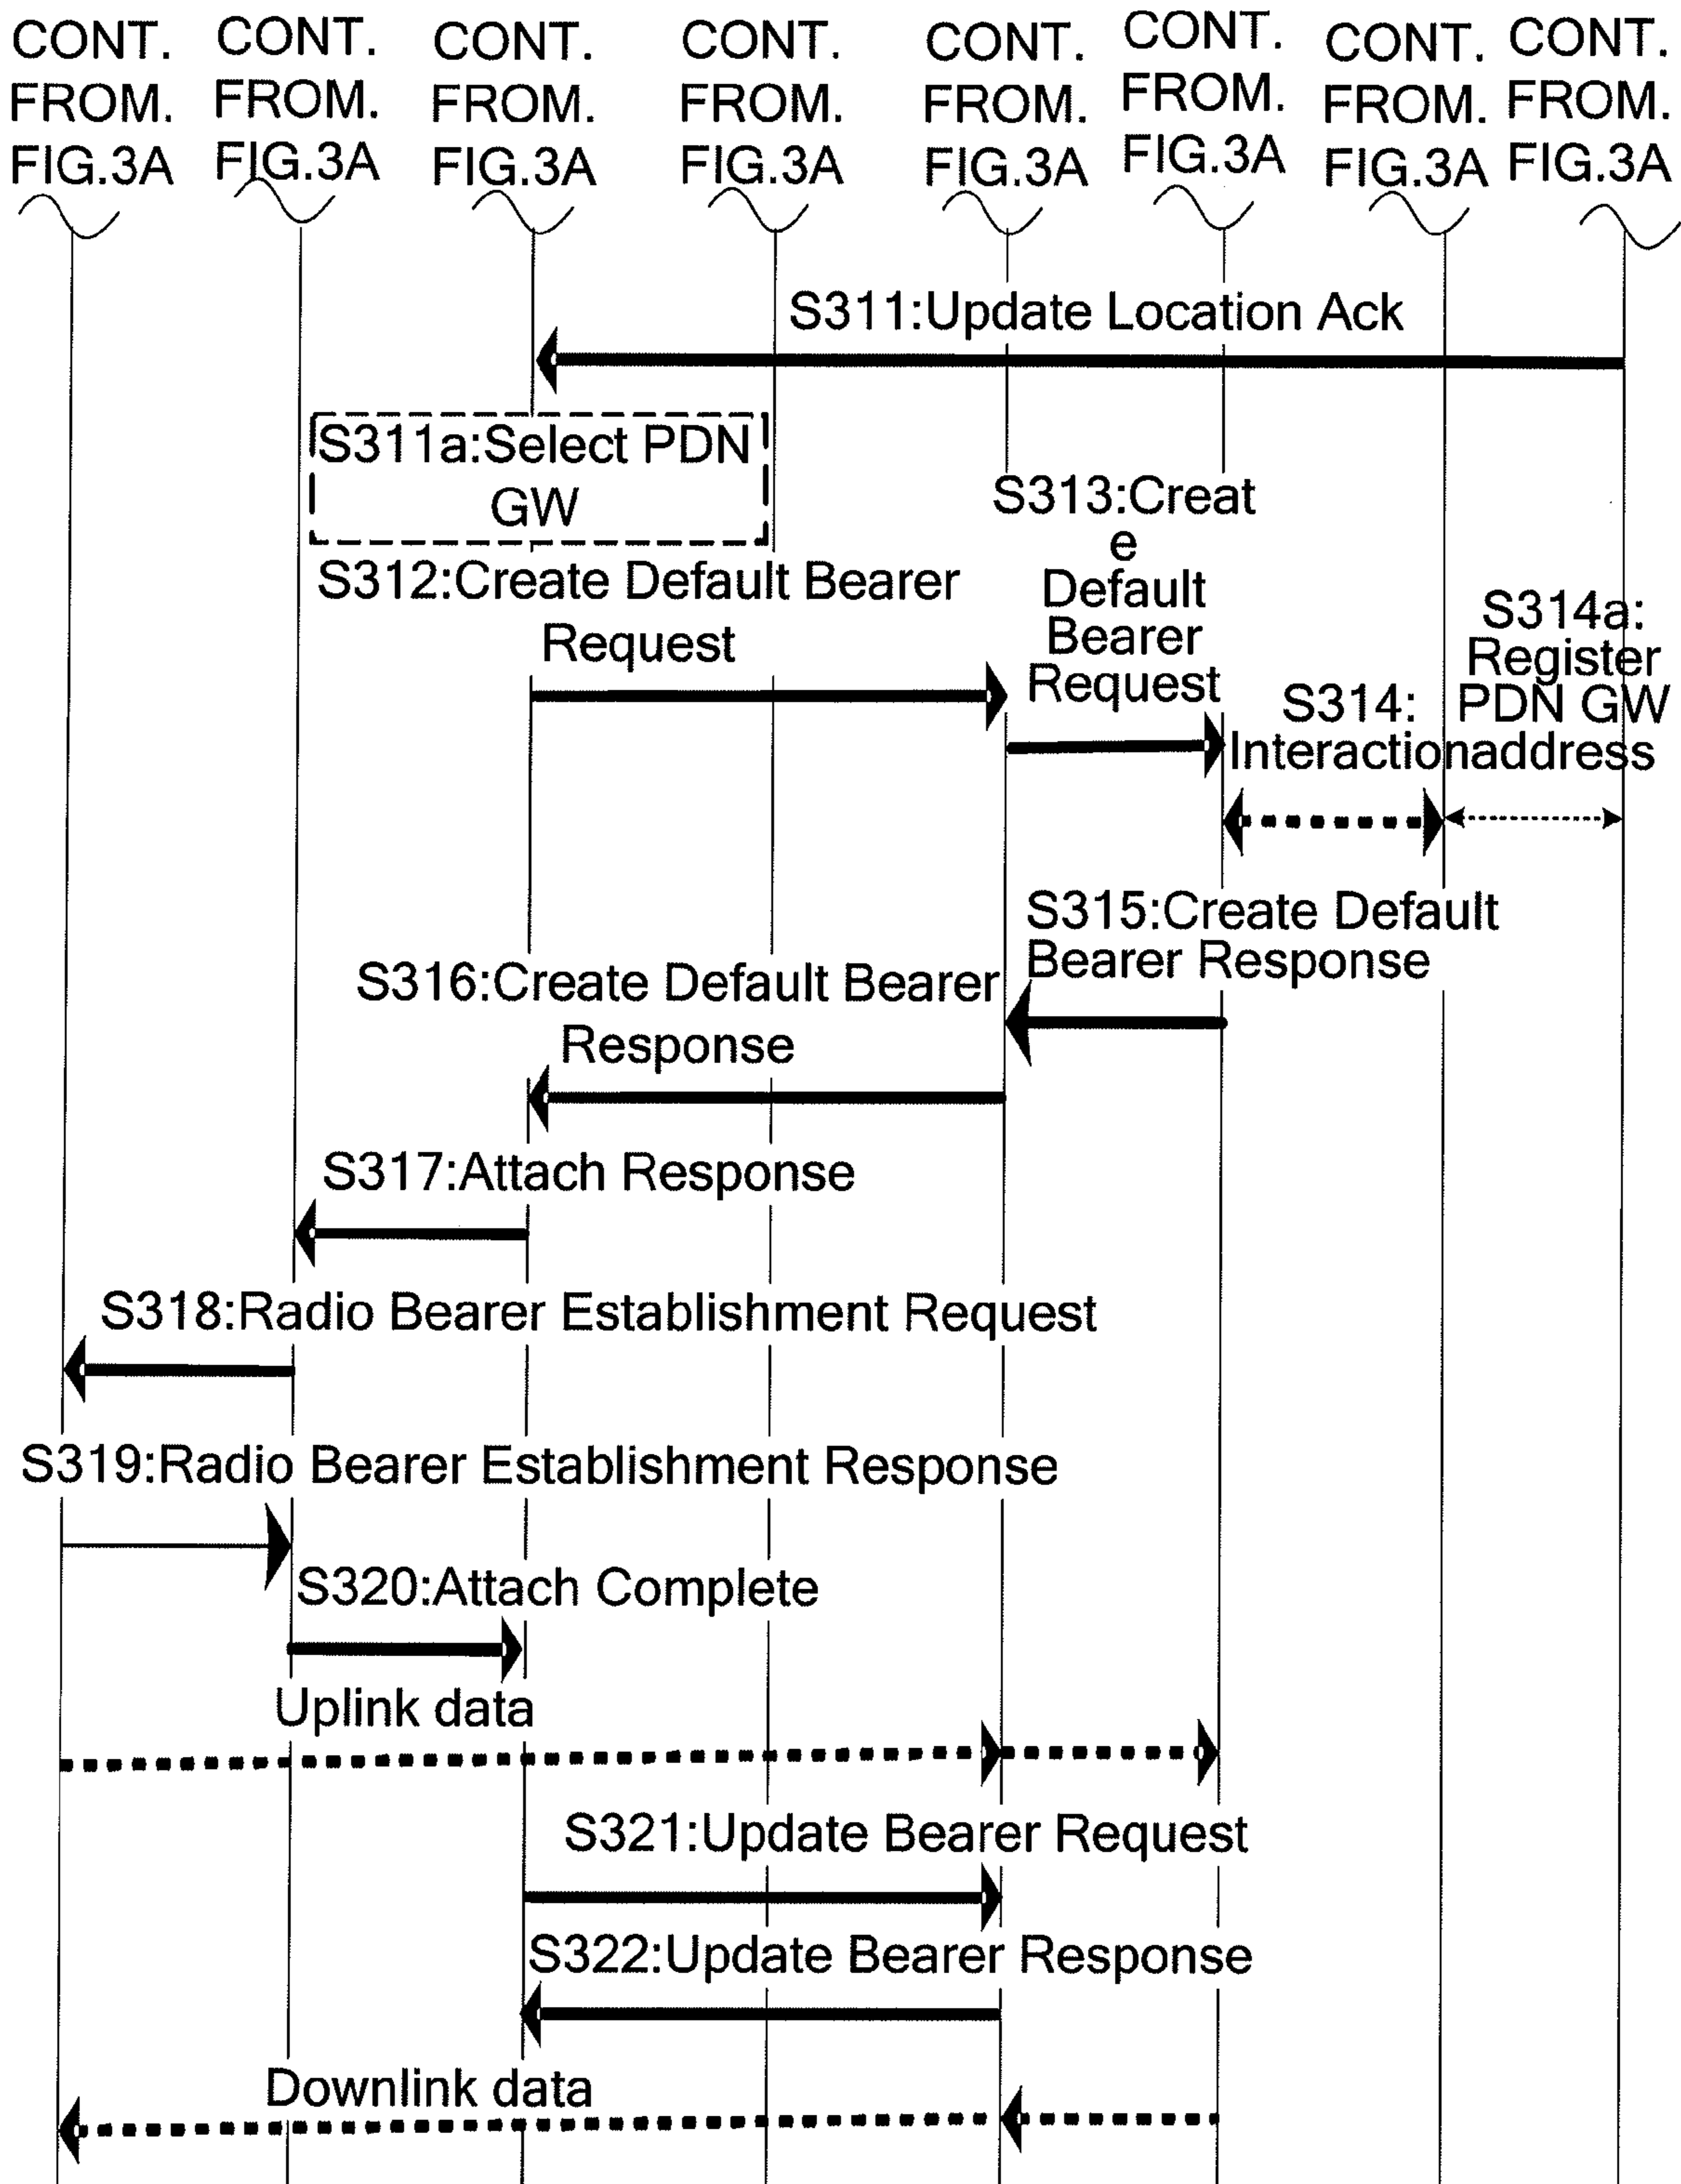 CONT.
FROM.
FIG.3A
CONT.
FROM.
FIG.3A
CONT.
FROM.
FIG.3A
CONT.
FROM.
FIG.3A
CONT.
FROM.
FIG.3A
CONT.
FROM.
FIG.3A
CONT.
FROM.
FIG.3A
CONT.
FROM.
FIG.3A
S311:Update Location Ack
S311a:Select PDN
GW
S312:Create Default Bearer
Request
S313:Creat
e
Default
Bearer
Request
S314:
Interaction
S314a:
Register
PDN GW
address
S315:Create Default
Bearer Response
S316:Create Default Bearer
Response
S317:Attach Response
S318:Radio Bearer Establishment Request
S319:Radio Bearer Establishment Response
S320:Attach Complete
Uplink data
S321:Update Bearer Request
S322:Update Bearer Response
Downlink data